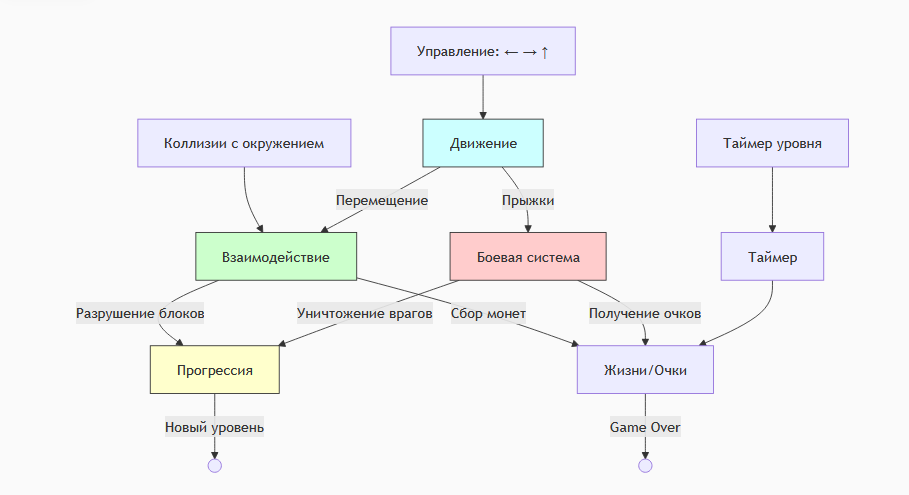 Управление: ← → ↑
Коллизии с окружением
Движение
Таймер уровня
Перемещение
Прыжки
Взаимодействие
Боевая система
Таймер
Разрушение блоков
Уничтожение врагов
Сбор монет
Получение очков
Прогрессия
Жизни/Очки
Новый уровень
Game Over